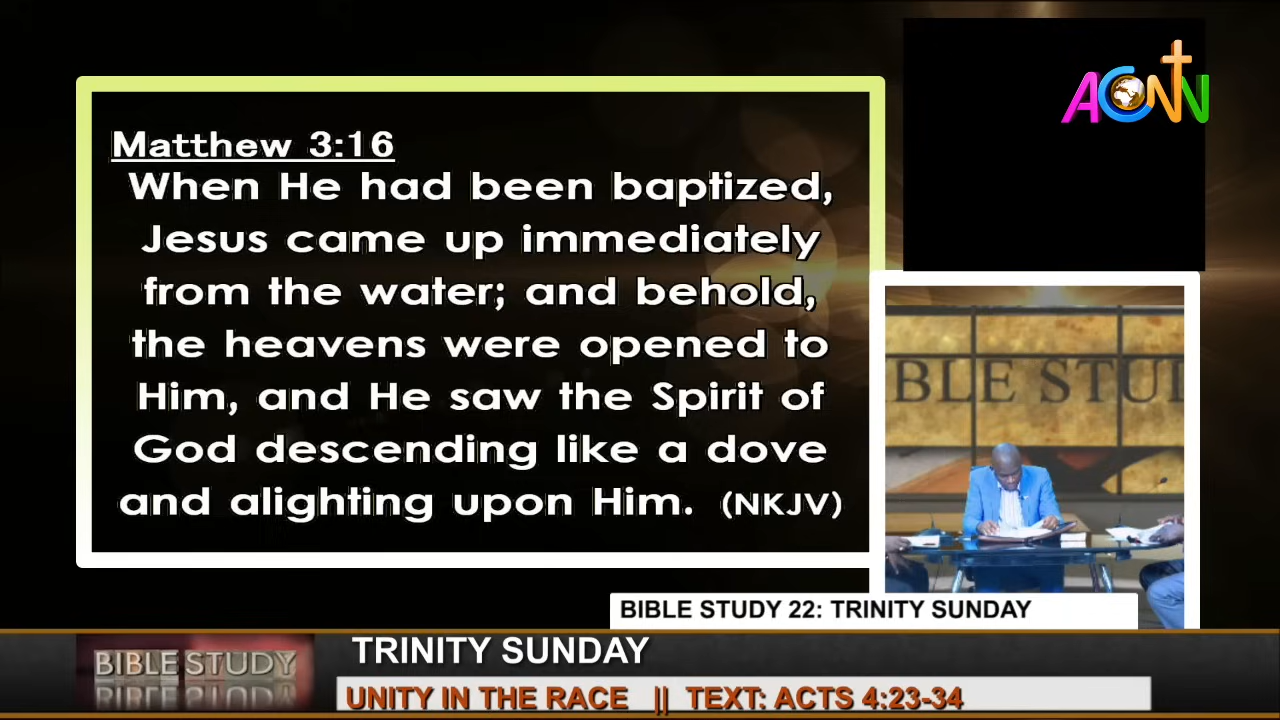 ACNN
Matthew 3:16
When He had been baptized,
Jesus came up immediately
from the water; and behold,
the heavens were opened to
Him, and He saw the Spirit of
God descending like a dove
and alighting upon Him. (NKJV)
BLE STU
BIBLE STUDY 22: TRINITY SUNDAY
BIBLE STUDY
TRINITY SUNDAY
UNITY IN THE RACE || TEXT: ACTS 4:23-34